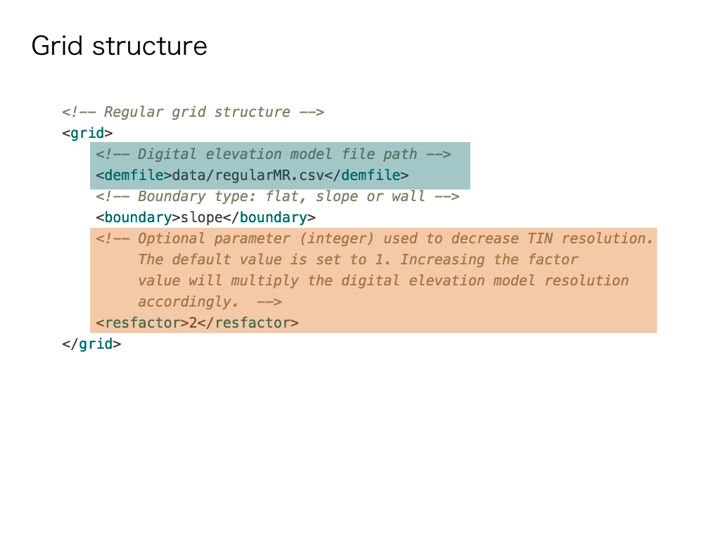 Grid structure
<!-- Regular grid structure -->
<grid>
<!-- Digital elevation model file path -->
<demfile>data/regularMR.csv</demfile>
<!-- Boundary type: flat, slope or wall -->
<boundary>slope</boundary>
<!-- Optional parameter (integer) used to decrease TIN resolution.
The default value is set to 1. Increasing the factor
value will multiply the digital elevation model resolution
accordingly.  -->
<resfactor>2</resfactor>
</grid>